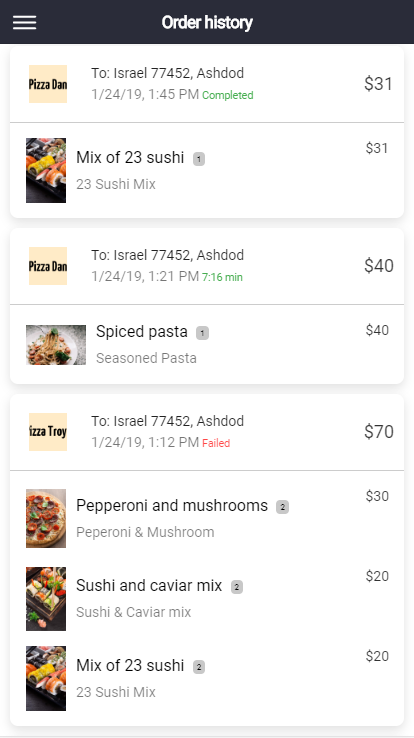 Order history
Pizza Dan
To: Israel 77452, Ashdod
1/24/19, 1:45 PM Completed
$31
Mix of 23 sushi 1
$31
23 Sushi Mix
Pizza Dan
To: Israel 77452, Ashdod
1/24/19, 1:21 PM 7:16 min
$40
Spiced pasta 1
$40
Seasoned Pasta
izza Troy
To: Israel 77452, Ashdod
1/24/19, 1:12 PM Failed
$70
Pepperoni and mushrooms 2
$30
Peperoni & Mushroom
Sushi and caviar mix 2
$20
Sushi & Caviar mix
Mix of 23 sushi 2
$20
23 Sushi Mix